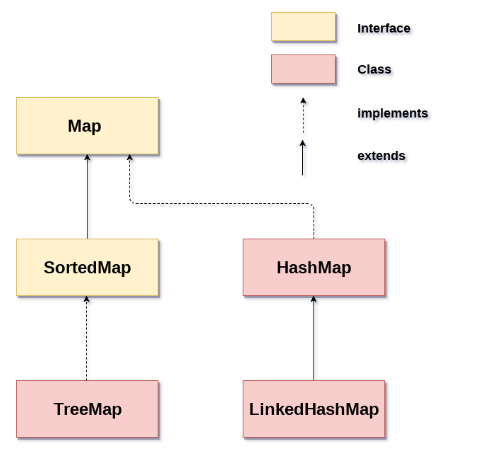 Interface
Class
implements
extends
Map
SortedMap
HashMap
TreeMap
LinkedHashMap